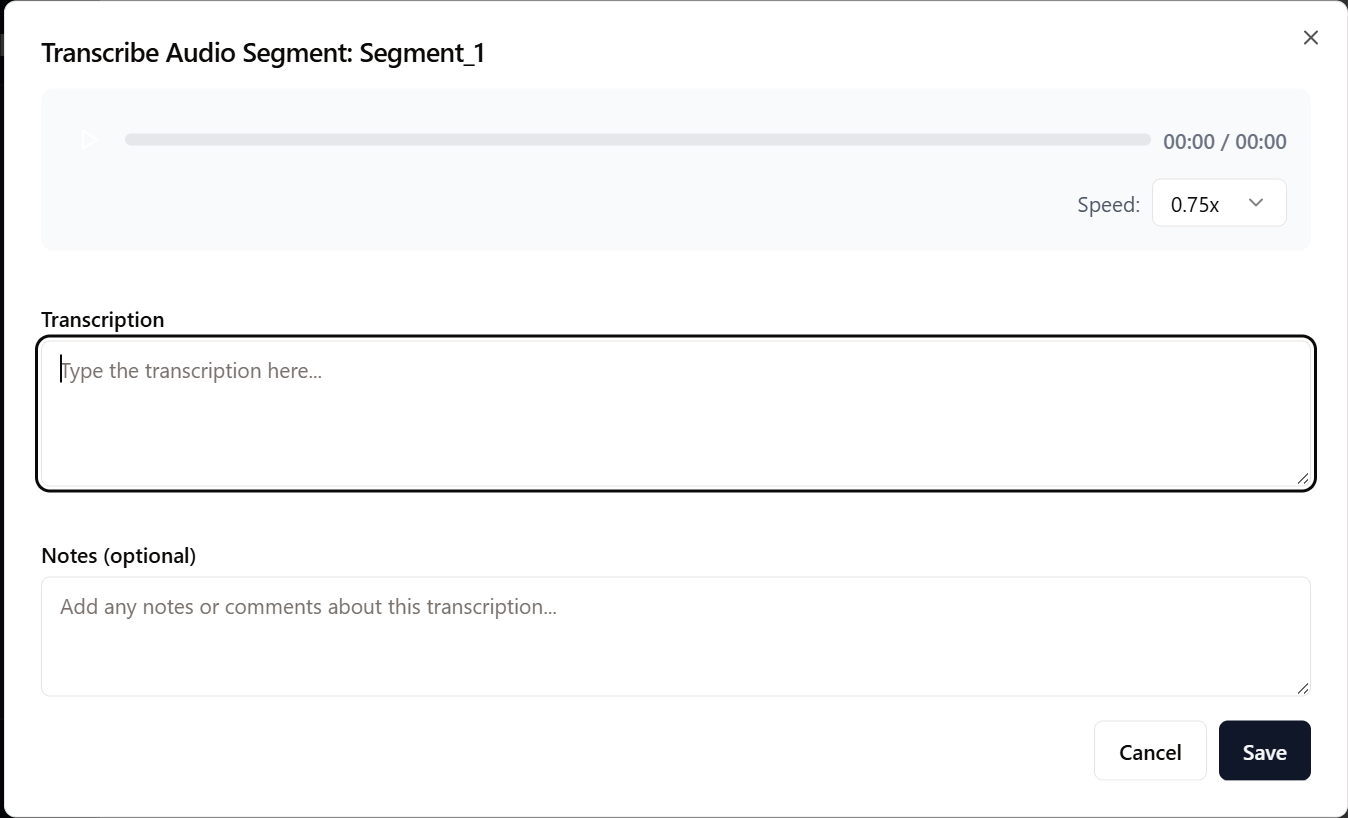 Transcribe Audio Segment: Segment_1
00:00 / 00:00
Speed: 0.75x
Transcription
Type the transcription here...
Notes (optional)
Add any notes or comments about this transcription...
Cancel Save